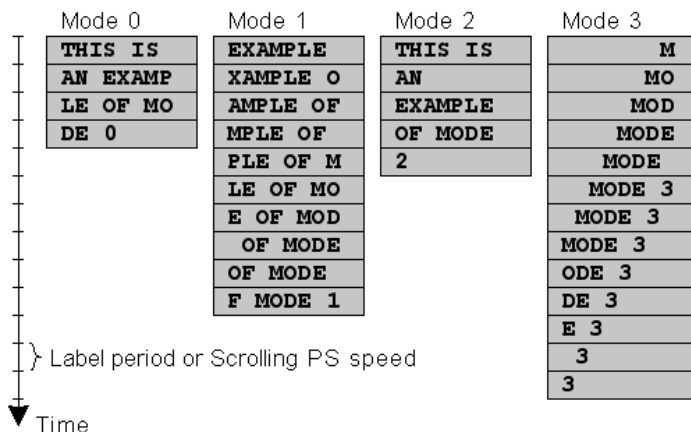 Mode 0
THIS IS
AN EXAMP
LE OF MO
DE 0
Mode 1
EXAMPLE
XAMPLE O
AMPLE OF
MPLE OF
PLE OF M
LE OF MO
E OF MOD
OF MODE
OF MODE
F MODE 1
Mode 2
THIS IS
AN
EXAMPLE
OF MODE
2
Mode 3
M
MO
MOD
MODE
MODE
MODE 3
MODE 3
MODE 3
ODE 3
DE 3
E 3
3
3
} Label period or Scrolling PS speed
Time